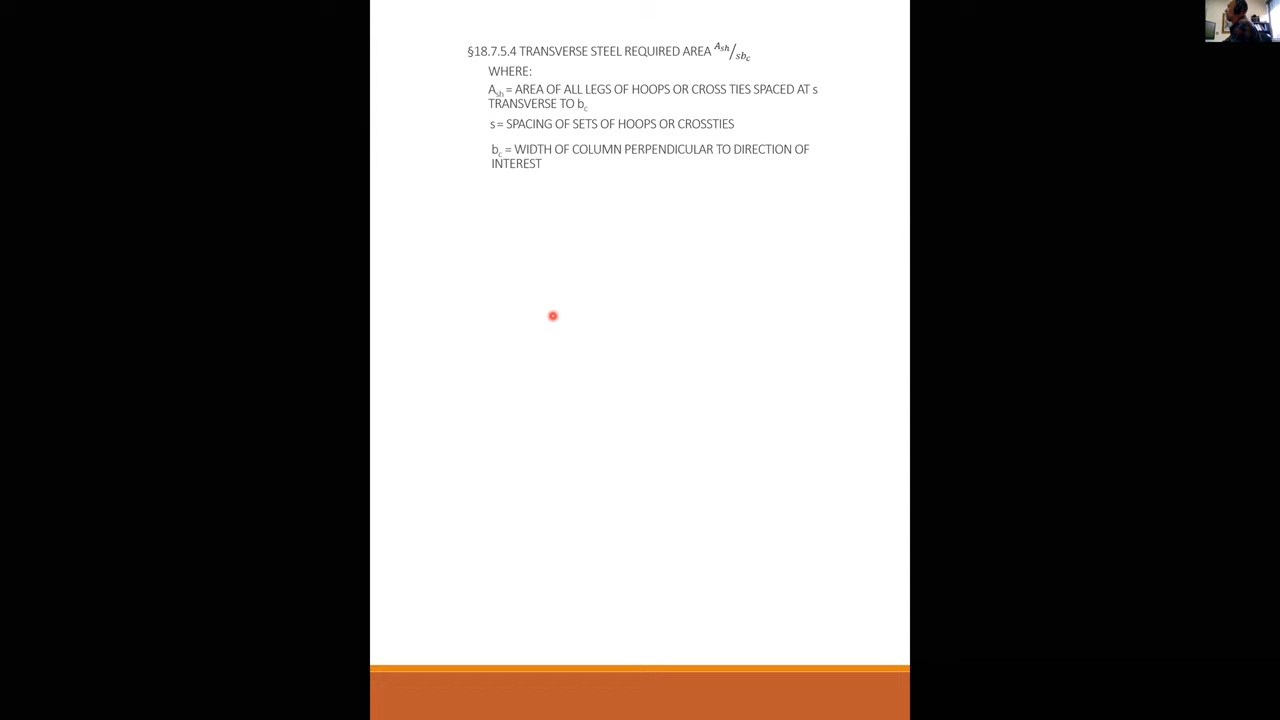 §18.7.5.4 TRANSVERSE STEEL REQUIRED AREA Ash/sbc
WHERE:
Ash = AREA OF ALL LEGS OF HOOPS OR CROSS TIES SPACED AT s
TRANSVERSE TO bc
s = SPACING OF SETS OF HOOPS OR CROSSTIES
bc = WIDTH OF COLUMN PERPENDICULAR TO DIRECTION OF
INTEREST